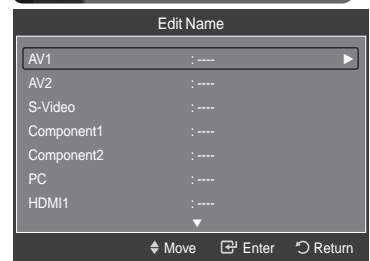 Edit Name
AV1 : ----
AV2 : ----
S-Video : ----
Component1 : ----
Component2 : ----
PC : ----
HDMI1 : ----
Move Enter Return